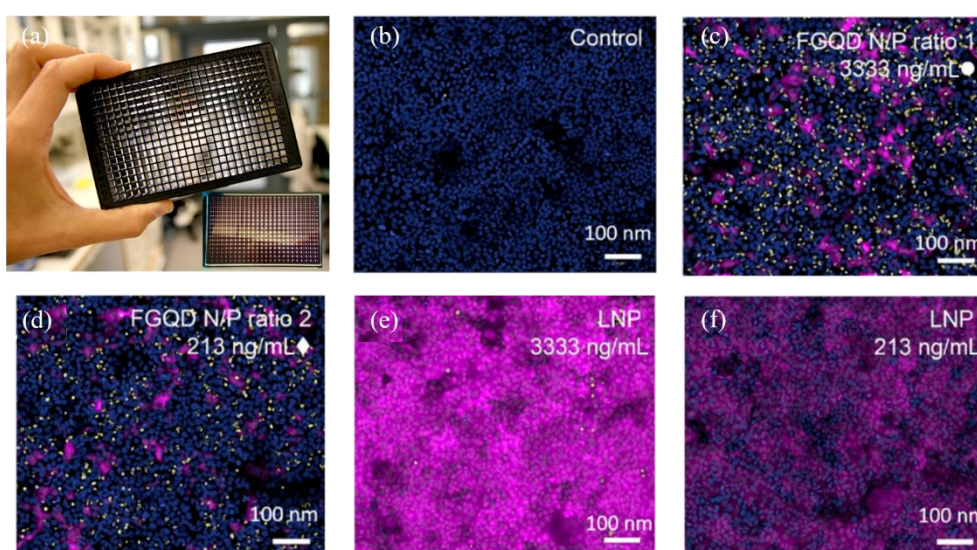 (a)
(b)
Control
100 nm
(c)
FGQD N/P ratio 1
3333 ng/mL●
100 nm
(d)
FGQD N/P ratio 2
213 ng/mL♦
100 nm
(e)
LNP
3333 ng/mL
100 nm
(f)
LNP
213 ng/mL
100 nm